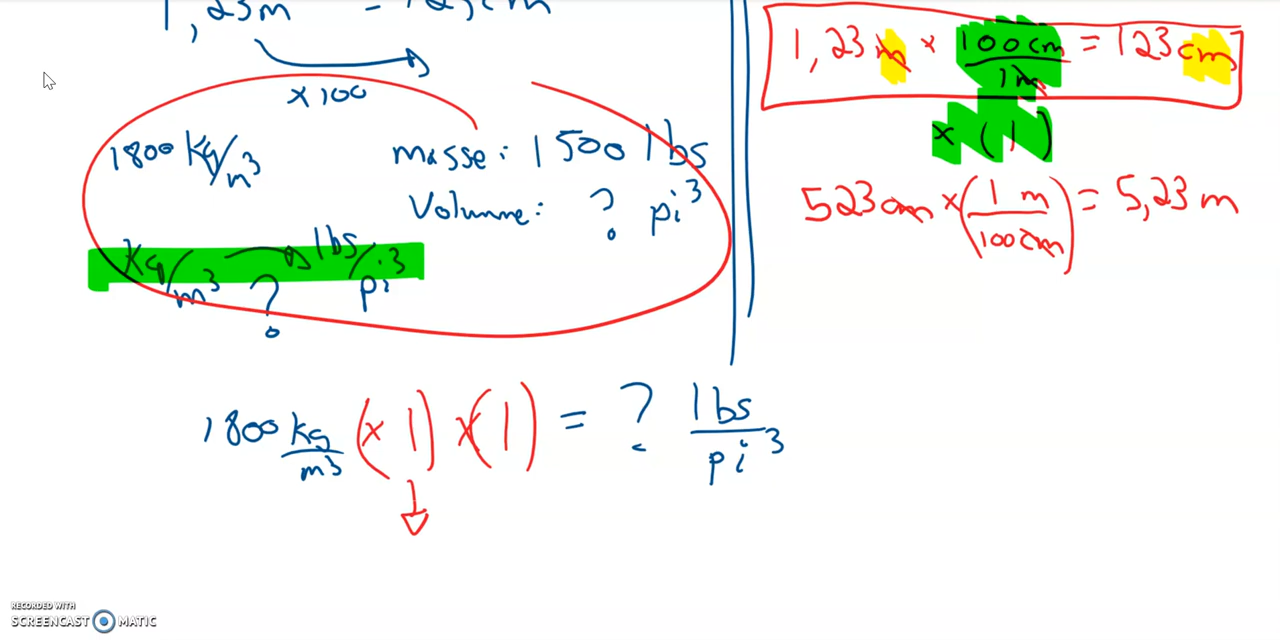 1,23m = 123cm
x 100
1800 Kg/m³
masse: 1500 lbs
Volume: ? pi³
Kg/m³ → lbs/pi³
?
1800 kg/m³ (x 1) x(1) = ? lbs/pi³
1,23 m x 100 cm/1m = 123 cm
x (1)
523 cm x (1 m/100 cm) = 5,23 m
RECORDED WITH
SCREENCAST MATIC